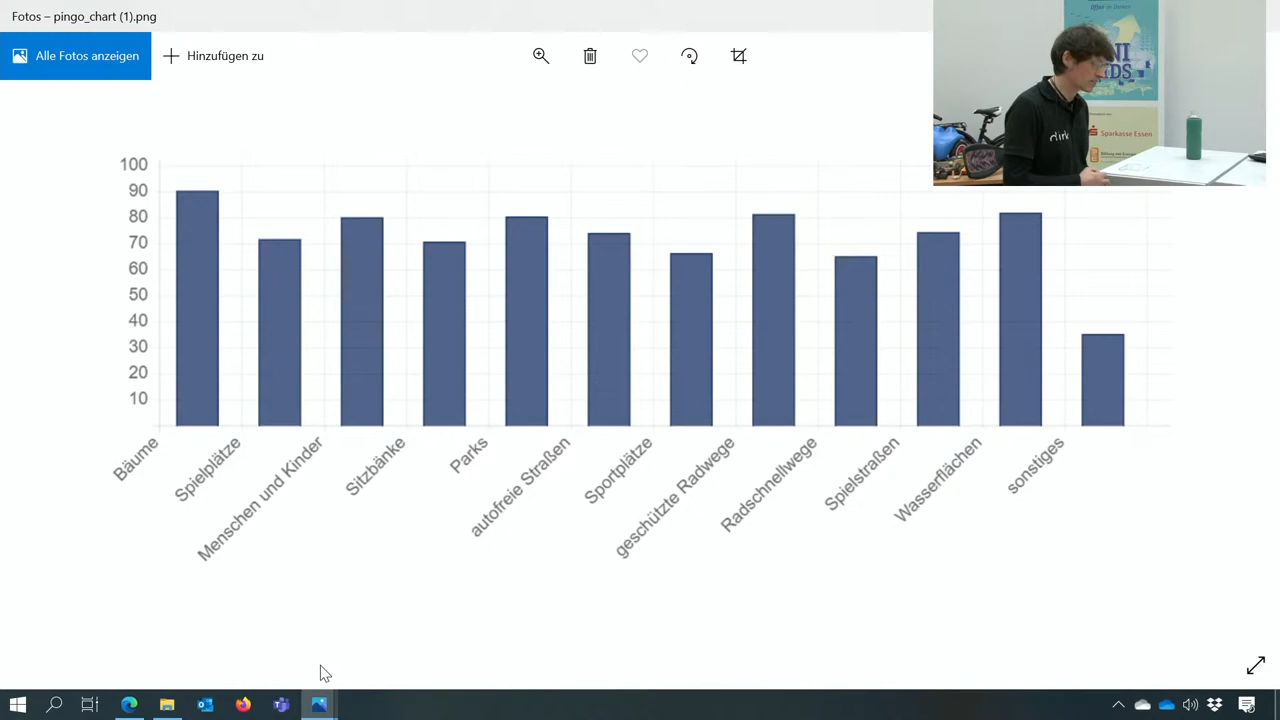 Fotos – pingo_chart (1).png
Alle Fotos anzeigen
Hinzufügen zu
dirk
Sparkasse Essen
100
90
80
70
60
50
40
30
20
10
Bäume
Spielplätze
Menschen und Kinder
Sitzbänke
Parks
autofreie Straßen
Sportplätze
geschützte Radwege
Radschnellwege
Spielstraßen
Wasserflächen
sonstiges